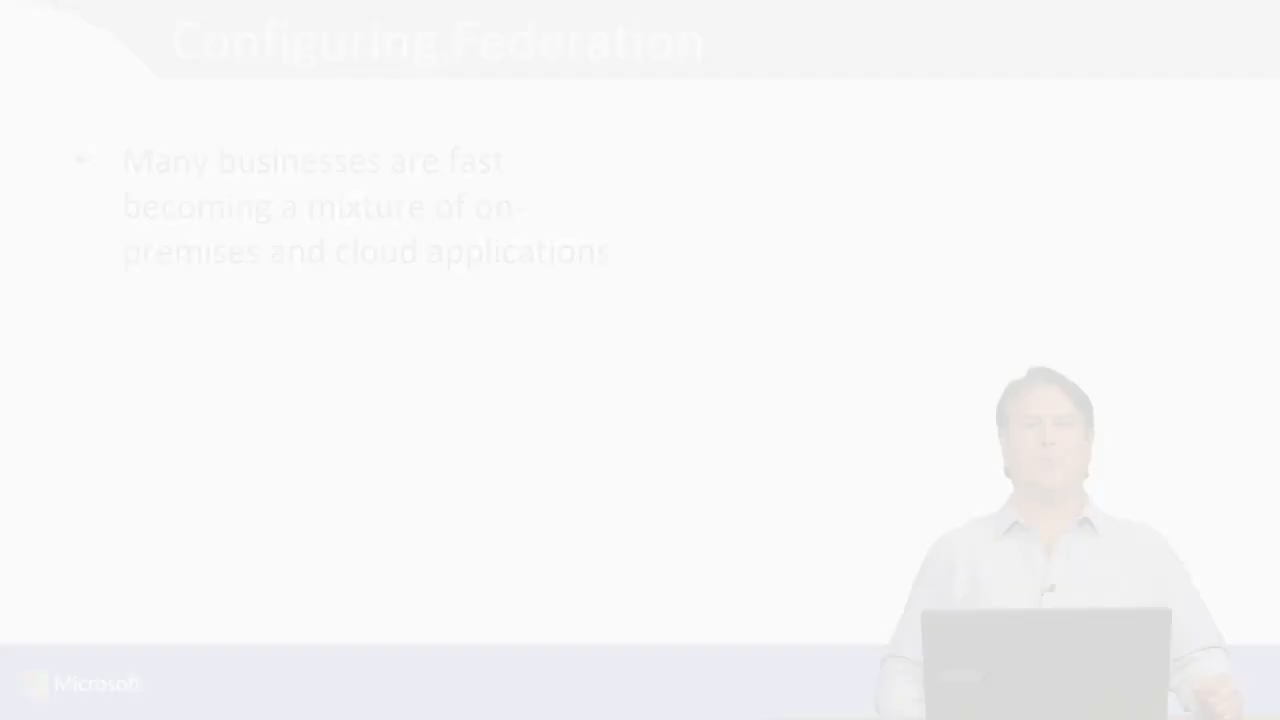 Configuring Federation
• Many businesses are fast
becoming a mixture of on-
premises and cloud applications
Microsoft